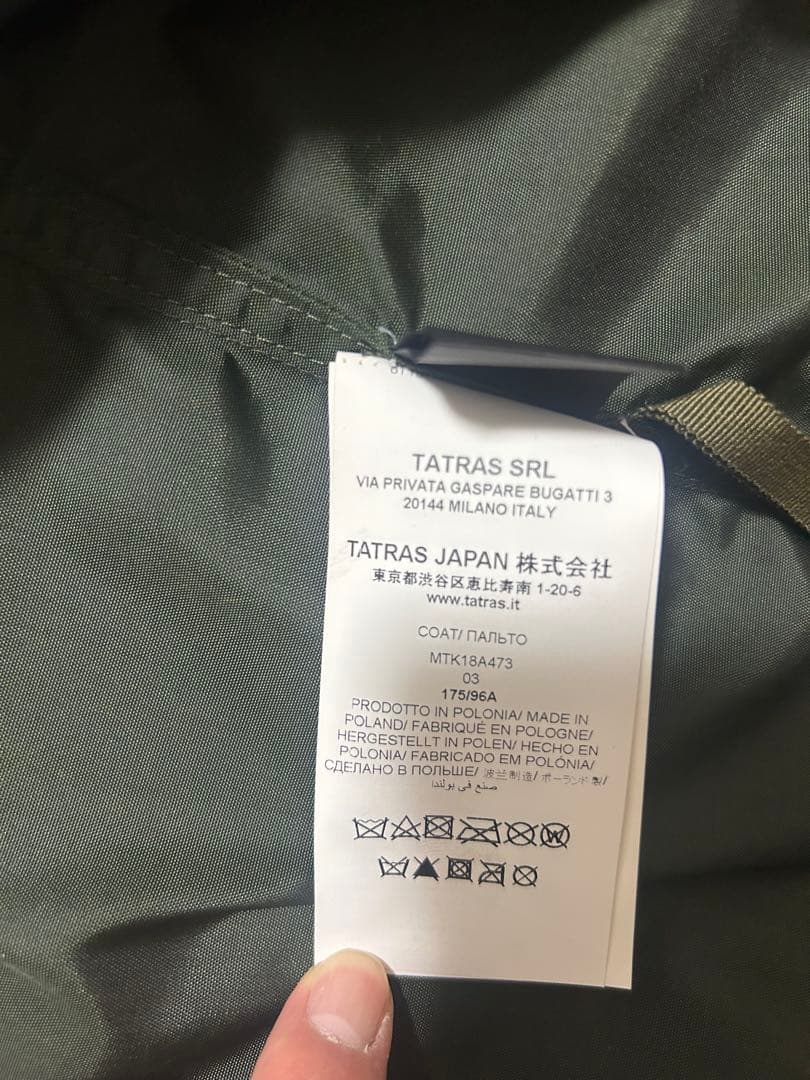 TATRAS SRL
VIA PRIVATA GASPARE BUGATTI 3
20144 MILANO ITALY
TATRAS JAPAN 株式会社
東京都渋谷区恵比寿南 1-20-6
www.tatras.it
COAT/ ПАЛЬТО
MTK18A473
03
175/96A
PRODOTTO IN POLONIA/ MADE IN
POLAND/ FABRIQUÉ EN POLOGNE/
HERGESTELLT IN POLEN/ HECHO EN
POLONIA/ FABRICADO EM POLÓNIA/
СДЕЛАНО В ПОЛЬШЕ/ 波兰制造/ ポーランド製/
صنع في بولندا
W